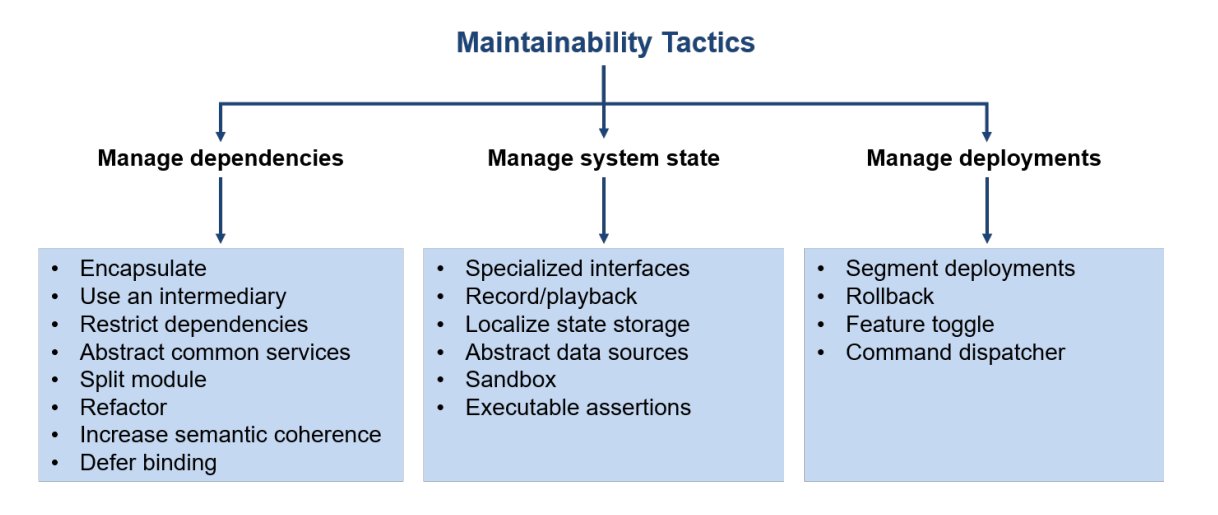 Maintainability Tactics
Manage dependencies
Manage system state
Manage deployments
• Encapsulate
• Use an intermediary
• Restrict dependencies
• Abstract common services
• Split module
• Refactor
• Increase semantic coherence
• Defer binding
• Specialized interfaces
• Record/playback
• Localize state storage
• Abstract data sources
• Sandbox
• Executable assertions
• Segment deployments
• Rollback
• Feature toggle
• Command dispatcher